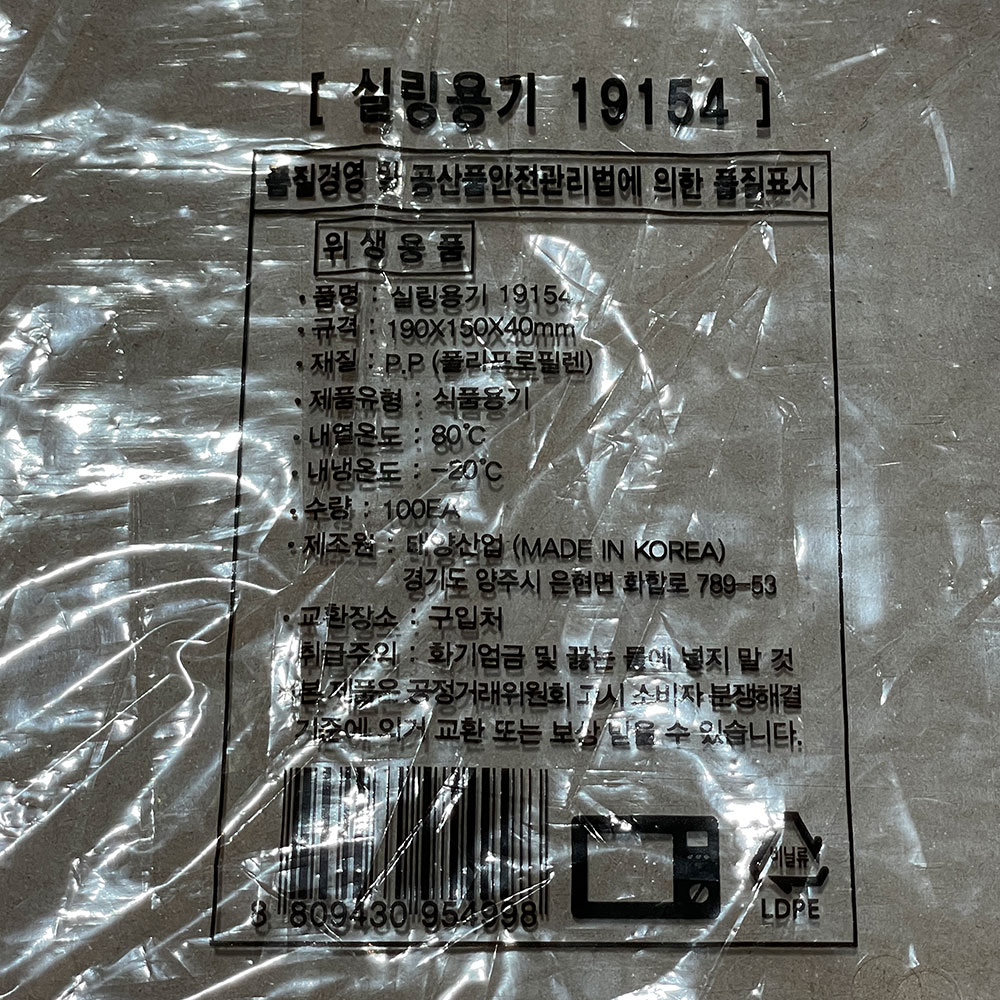 [ 실링용기 19154 ]
품질경영 및 공산품안전관리법에 의한 품질표시
위생용품
• 품명 : 실링용기 19154
• 규격 : 190X150X40mm
• 재질 : P.P (폴리프로필렌)
• 제품유형 : 식품용기
• 내열온도 : 80℃
• 내냉온도 : -20℃
• 수량 : 100EA
• 제조원 : 태양산업 (MADE IN KOREA)
경기도 양주시 은현면 화합로 789-53
• 교환장소 : 구입처
취급주의 : 화기엄금 및 끓는 물에 넣지 말 것
※본 제품은 공정거래위원회 고시 소비자 분쟁해결
기준에 의거 교환 또는 보상 받을 수 있습니다.
8 809430 954998
비닐류
LDPE